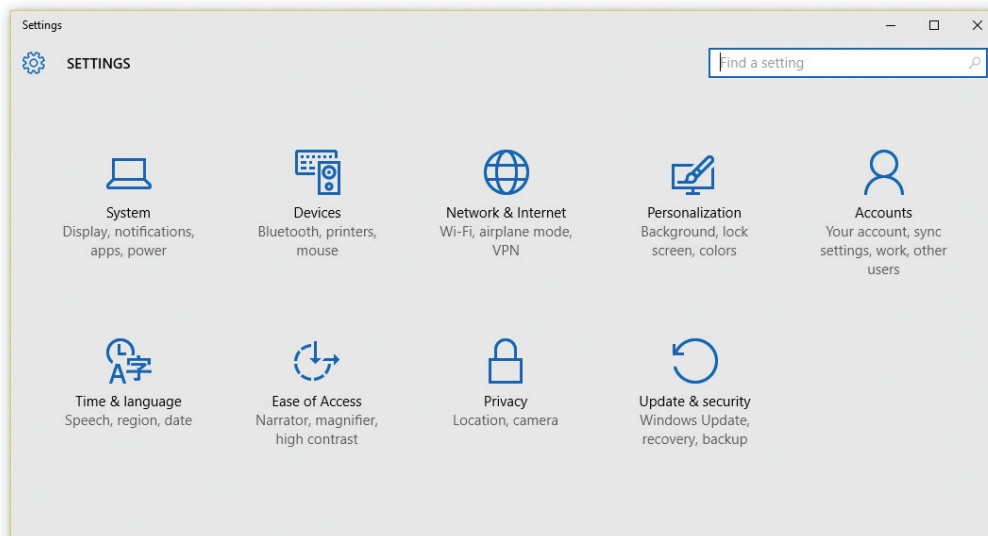 Settings
SETTINGS
Find a setting
System
Display, notifications,
apps, power
Devices
Bluetooth, printers,
mouse
Network & Internet
Wi-Fi, airplane mode,
VPN
Personalization
Background, lock
screen, colors
Accounts
Your account, sync
settings, work, other
users
Time & language
Speech, region, date
Ease of Access
Narrator, magnifier,
high contrast
Privacy
Location, camera
Update & security
Windows Update,
recovery, backup